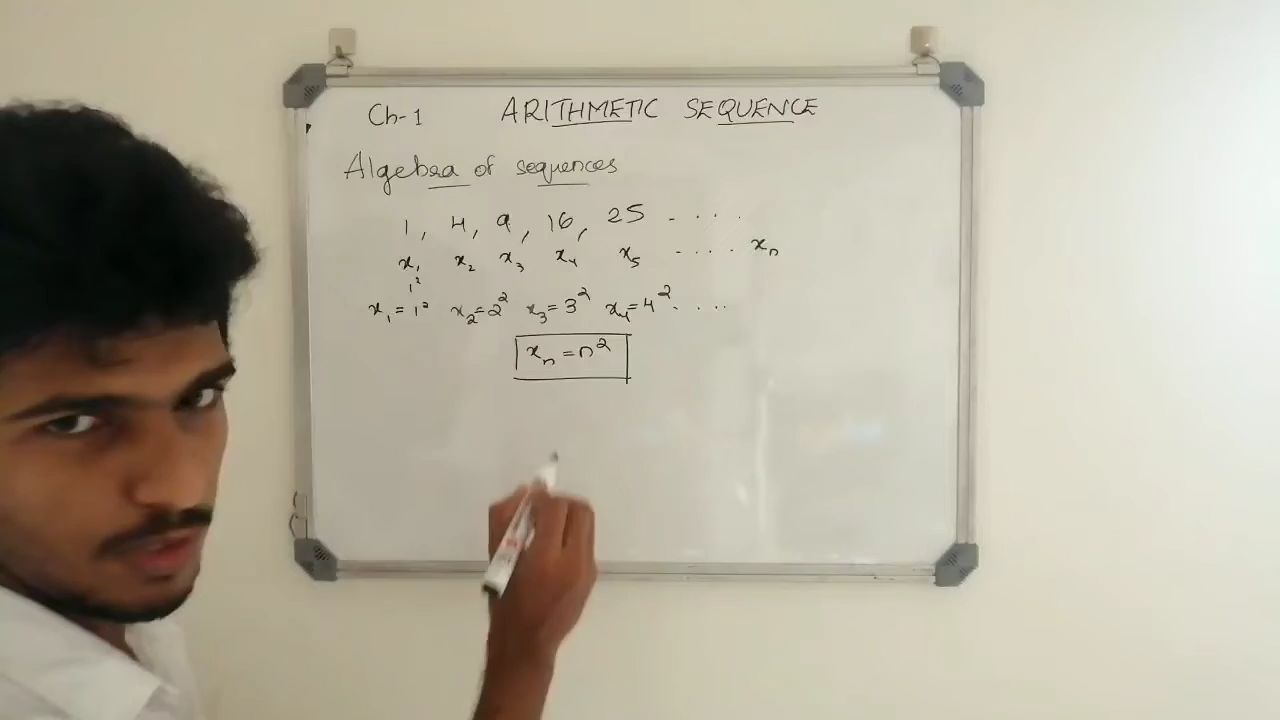 Ch-1 ARITHMETIC SEQUENCE
Algebra of sequences
1, 4, 9, 16, 25 - . . . .
x₁ x₂ x₃ x₄ x₅ - . . . . xₙ
1²
x₁ = 1² x₂ = 2² x₃ = 3² x₄ = 4² - . . . .
xₙ = n²